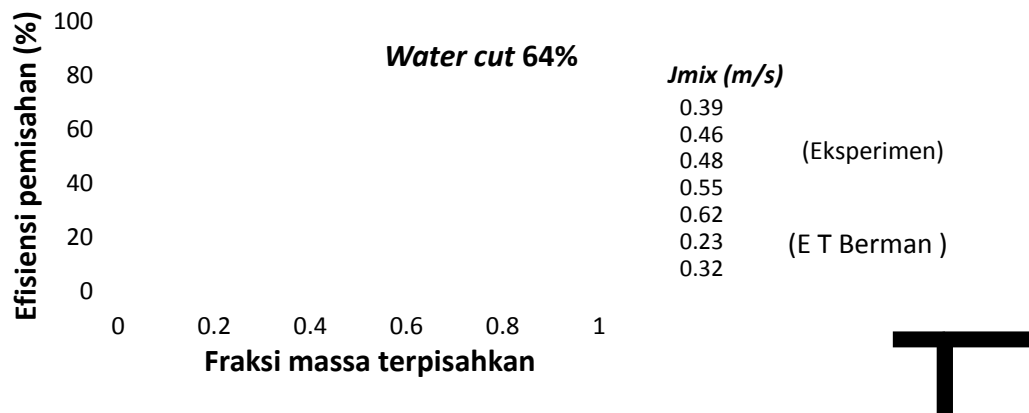 Efisiensi pemisahan (%)
100
80
60
40
20
0
Water cut 64%
Jmix (m/s)
0.39
0.46
0.48
0.55
0.62
0.23
0.32
(Eksperimen)
(E T Berman )
0 0.2 0.4 0.6 0.8 1
Fraksi massa terpisahkan